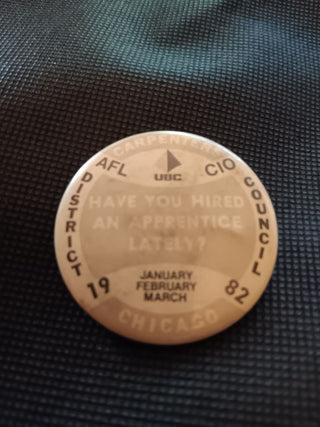 CARPENTERS
AFL CIO
UBC
DISTRICT COUNCIL
HAVE YOU HIRED
AN APPRENTICE
LATELY?
JANUARY
FEBRUARY
MARCH
19 82
CHICAGO